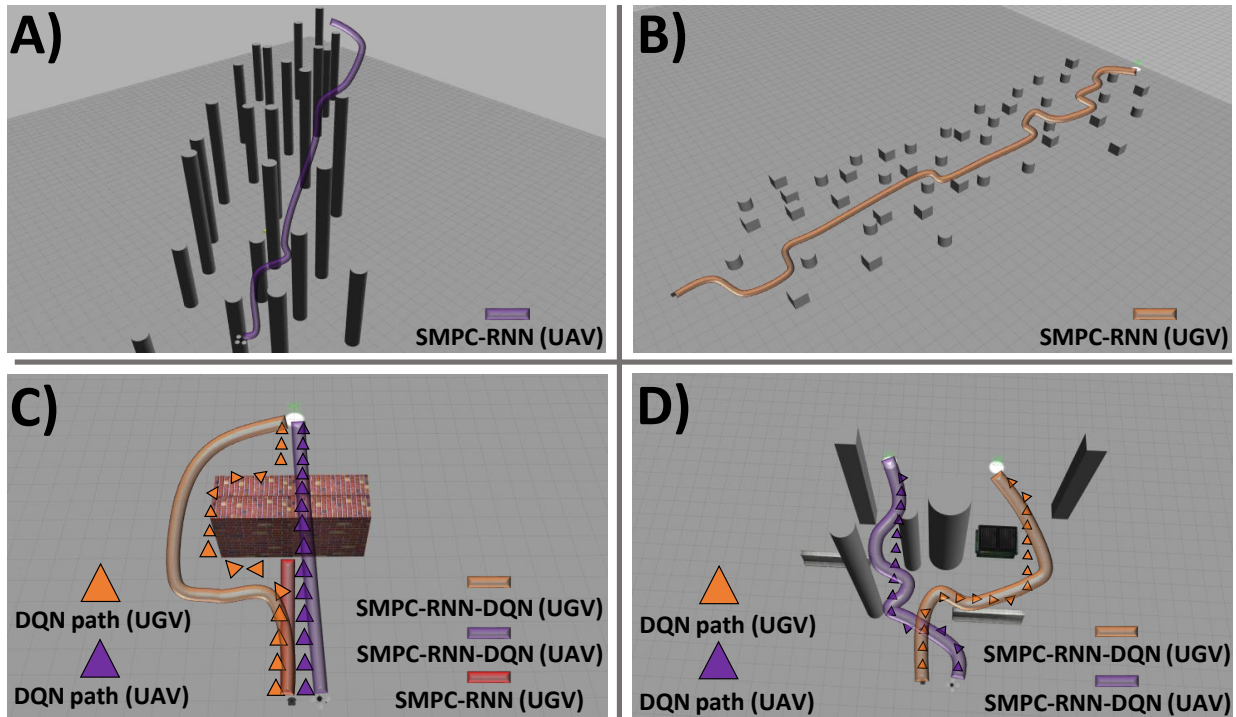 A)
SMPC-RNN (UAV)
B)
SMPC-RNN (UGV)
C)
DQN path (UGV)
DQN path (UAV)
SMPC-RNN-DQN (UGV)
SMPC-RNN-DQN (UAV)
SMPC-RNN (UGV)
D)
DQN path (UGV)
DQN path (UAV)
SMPC-RNN-DQN (UGV)
SMPC-RNN-DQN (UAV)